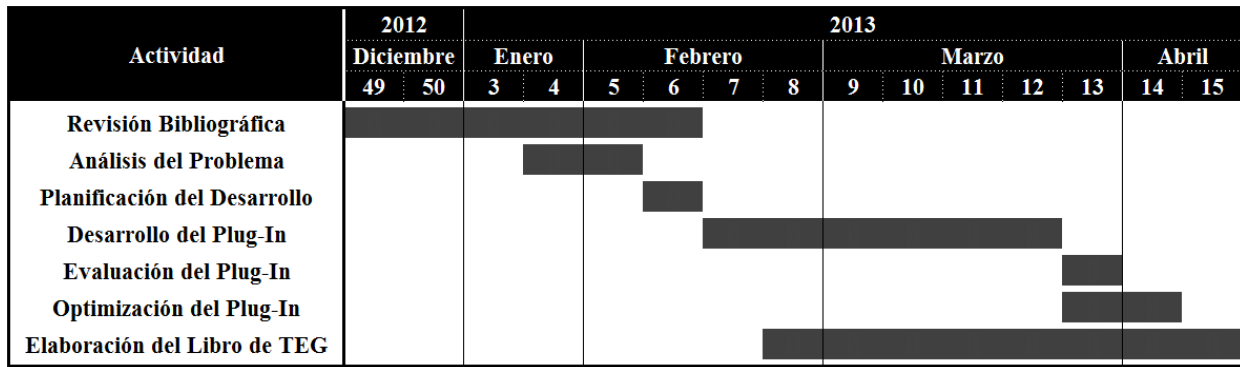 Actividad
2012 2013
Diciembre Enero Febrero Marzo Abril
49 50 3 4 5 6 7 8 9 10 11 12 13 14 15
Revisión Bibliográfica
Análisis del Problema
Planificación del Desarrollo
Desarrollo del Plug-In
Evaluación del Plug-In
Optimización del Plug-In
Elaboración del Libro de TEG